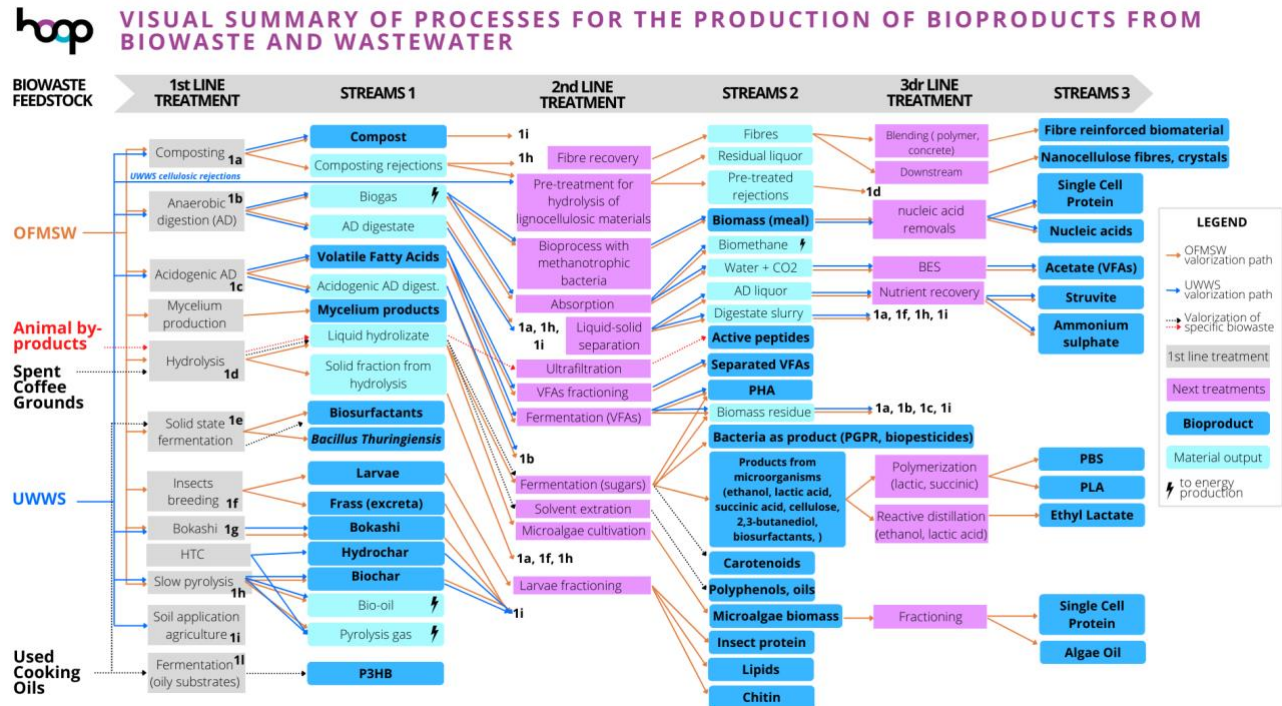 hoop
VISUAL SUMMARY OF PROCESSES FOR THE PRODUCTION OF BIOPRODUCTS FROM
BIOWASTE AND WASTEWATER
BIOWASTE
FEEDSTOCK
1st LINE
TREATMENT
STREAMS 1
2nd LINE
TREATMENT
STREAMS 2
3dr LINE
TREATMENT
STREAMS 3
OFMSW
Animal by-
products
Spent
Coffee
Grounds
UWWS
Used
Cooking
Oils
UWWS cellulosic rejections
Composting 1a
Anaerobic 1b
digestion (AD)
Acidogenic AD
1c
Mycelium
production
Hydrolysis
1d
Solid state 1e
fermentation
Insects
breeding 1f
Bokashi 1g
HTC
Slow pyrolysis
1h
Soil application
agriculture 1i
Fermentation 1l
(oily substrates)
Compost
Composting rejections
Biogas
AD digestate
Volatile Fatty Acids
Acidogenic AD digest.
Mycelium products
Liquid hydrolizate
Solid fraction from
hydrolysis
Biosurfactants
Bacillus Thuringiensis
Larvae
Frass (excreta)
Bokashi
Hydrochar
Biochar
Bio-oil
Pyrolysis gas
P3HB
1i
1h
Fibre recovery
Pre-treatment for
hydrolysis of
lignocellulosic materials
Bioprocess with
methanotrophic
bacteria
Absorption
1a, 1h,
1i
Liquid-solid
separation
Ultrafiltration
VFAs fractioning
Fermentation (VFAs)
1b
Fermentation (sugars)
Solvent extration
Microalgae cultivation
1a, 1f, 1h
Larvae fractioning
1i
Fibres
Residual liquor
Pre-treated
rejections
1d
Biomass (meal)
Biomethane
Water + CO2
AD liquor
Digestate slurry
1a, 1f, 1h, 1i
Active peptides
Separated VFAs
PHA
Biomass residue
1a, 1b, 1c, 1i
Bacteria as product (PGPR, biopesticides)
Products from
microorganisms
(ethanol, lactic acid,
succinic acid, cellulose,
2,3-butanediol,
biosurfactants, )
Carotenoids
Polyphenols, oils
Microalgae biomass
Insect protein
Lipids
Chitin
Blending ( polymer,
concrete)
Downstream
nucleic acid
removals
BES
Nutrient recovery
Polymerization
(lactic, succinic)
Reactive distillation
(ethanol, lactic acid)
Fractioning
Fibre reinforced biomaterial
Nanocellulose fibres, crystals
Single Cell
Protein
Nucleic acids
Acetate (VFAs)
Struvite
Ammonium
sulphate
PBS
PLA
Ethyl Lactate
Single Cell
Protein
Algae Oil
LEGEND
OFMSW
valorization path
UWWS
valorization path
Valorization of
specific biowaste
1st line treatment
Next treatments
Bioproduct
Material output
to energy
production